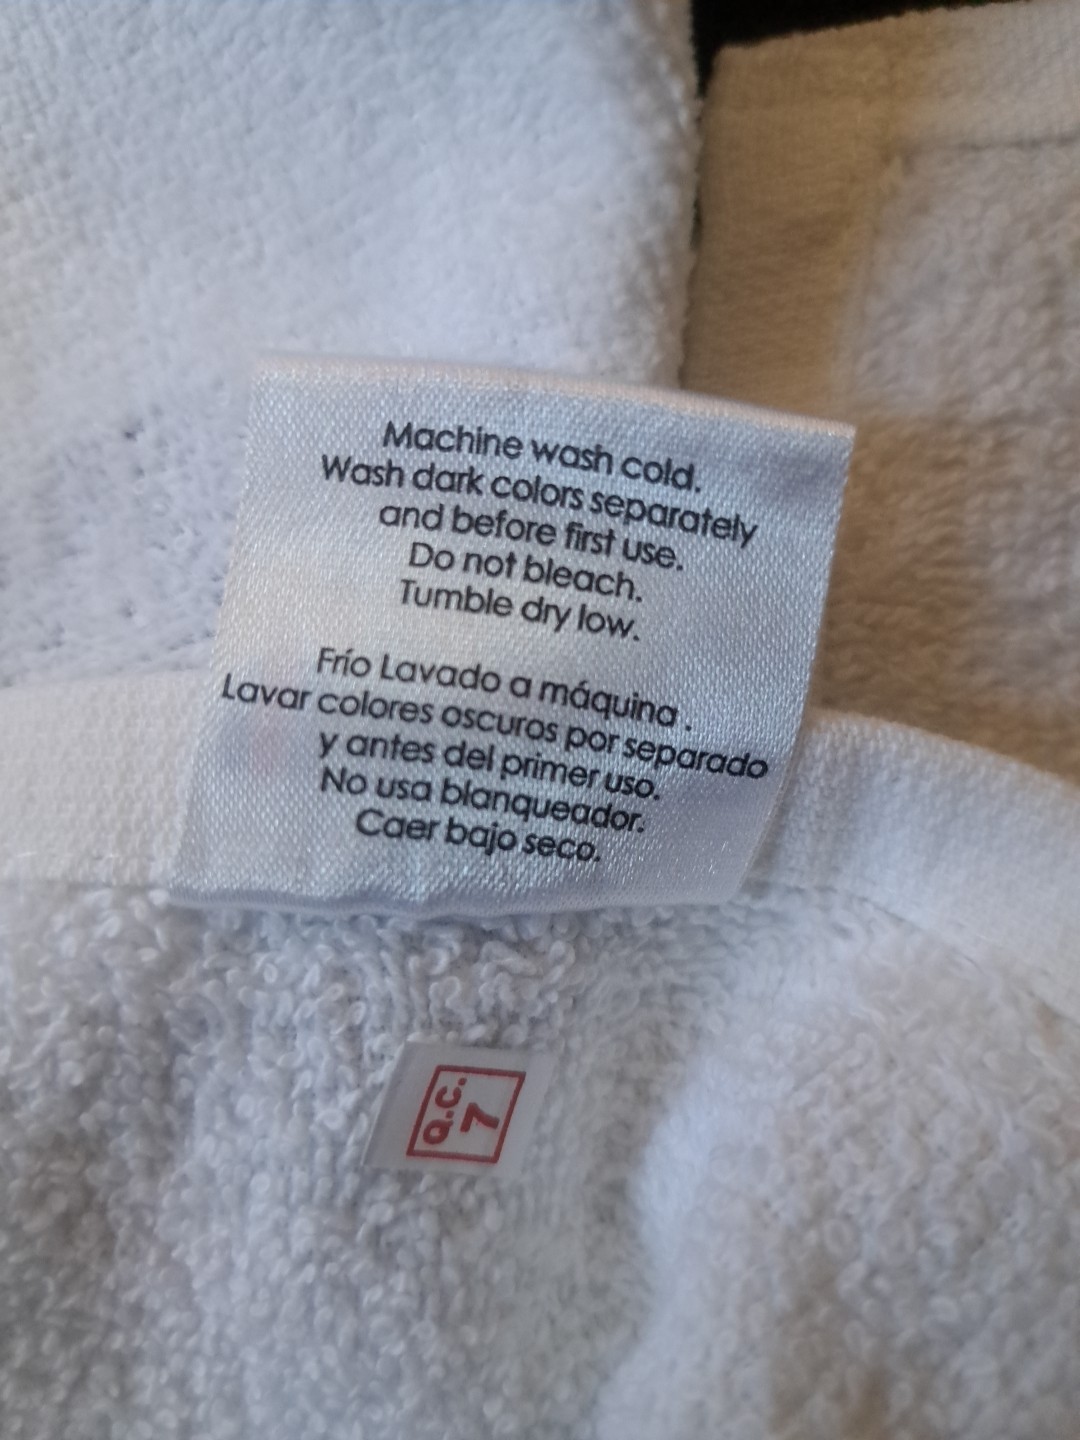 Machine wash cold.
Wash dark colors separately
and before first use.
Do not bleach.
Tumble dry low.
Frío Lavado a máquina .
Lavar colores oscuros por separado
y antes del primer uso.
No usa blanqueador.
Caer bajo seco.
Q.C.
7